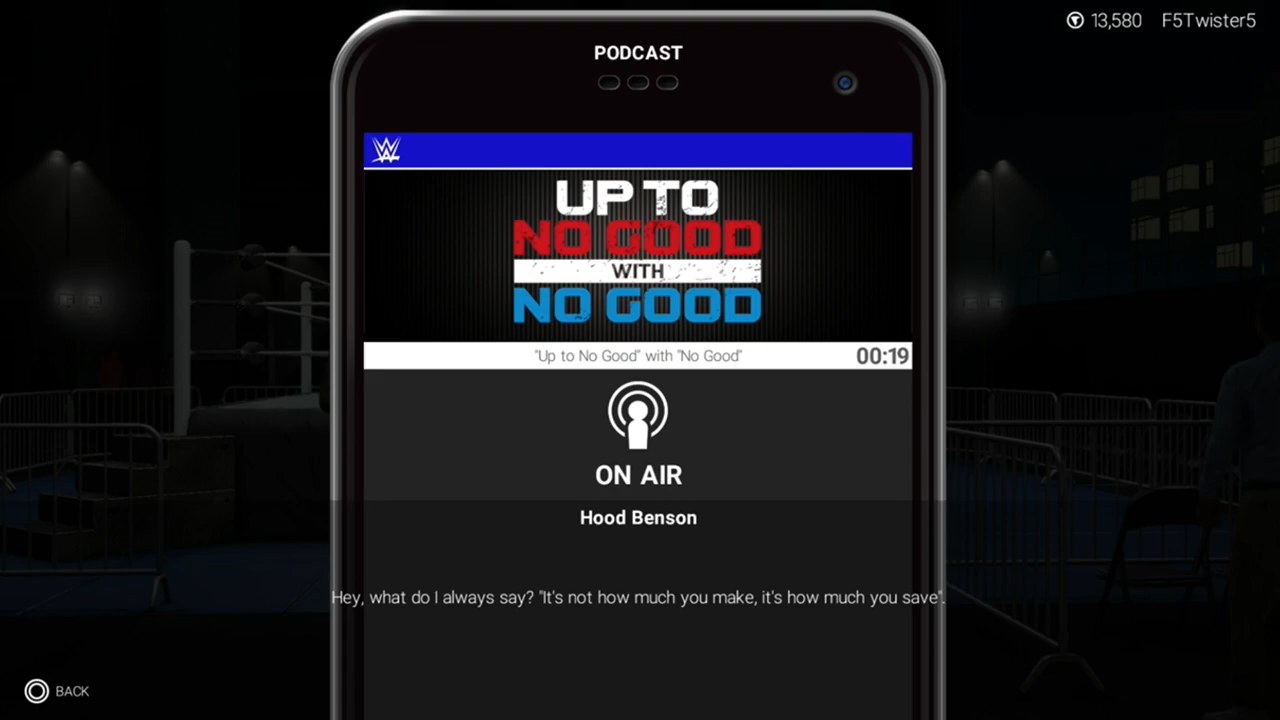 13,580 F5Twister5
PODCAST
W
UP TO
NO GOOD
WITH
NO GOOD
"Up to No Good" with "No Good" 00:19
ON AIR
Hood Benson
Hey, what do I always say? "It's not how much you make, it's how much you save".
BACK